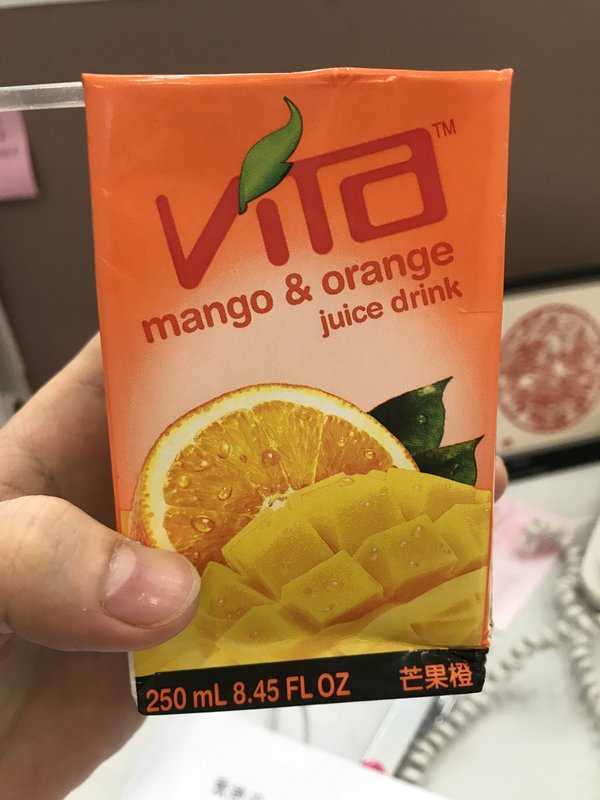 ViTa™
mango & orange
juice drink
250 mL 8.45 FL OZ
芒果橙